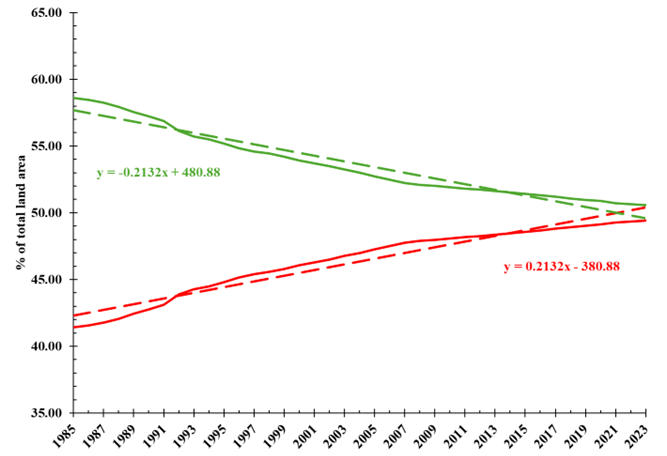 65.00
60.00
55.00
50.00
45.00
40.00
35.00
% of total land area
y = -0.2132x + 480.88
y = 0.2132x - 380.88
1985 1987 1989 1991 1993 1995 1997 1999 2001 2003 2005 2007 2009 2011 2013 2015 2017 2019 2021 2023